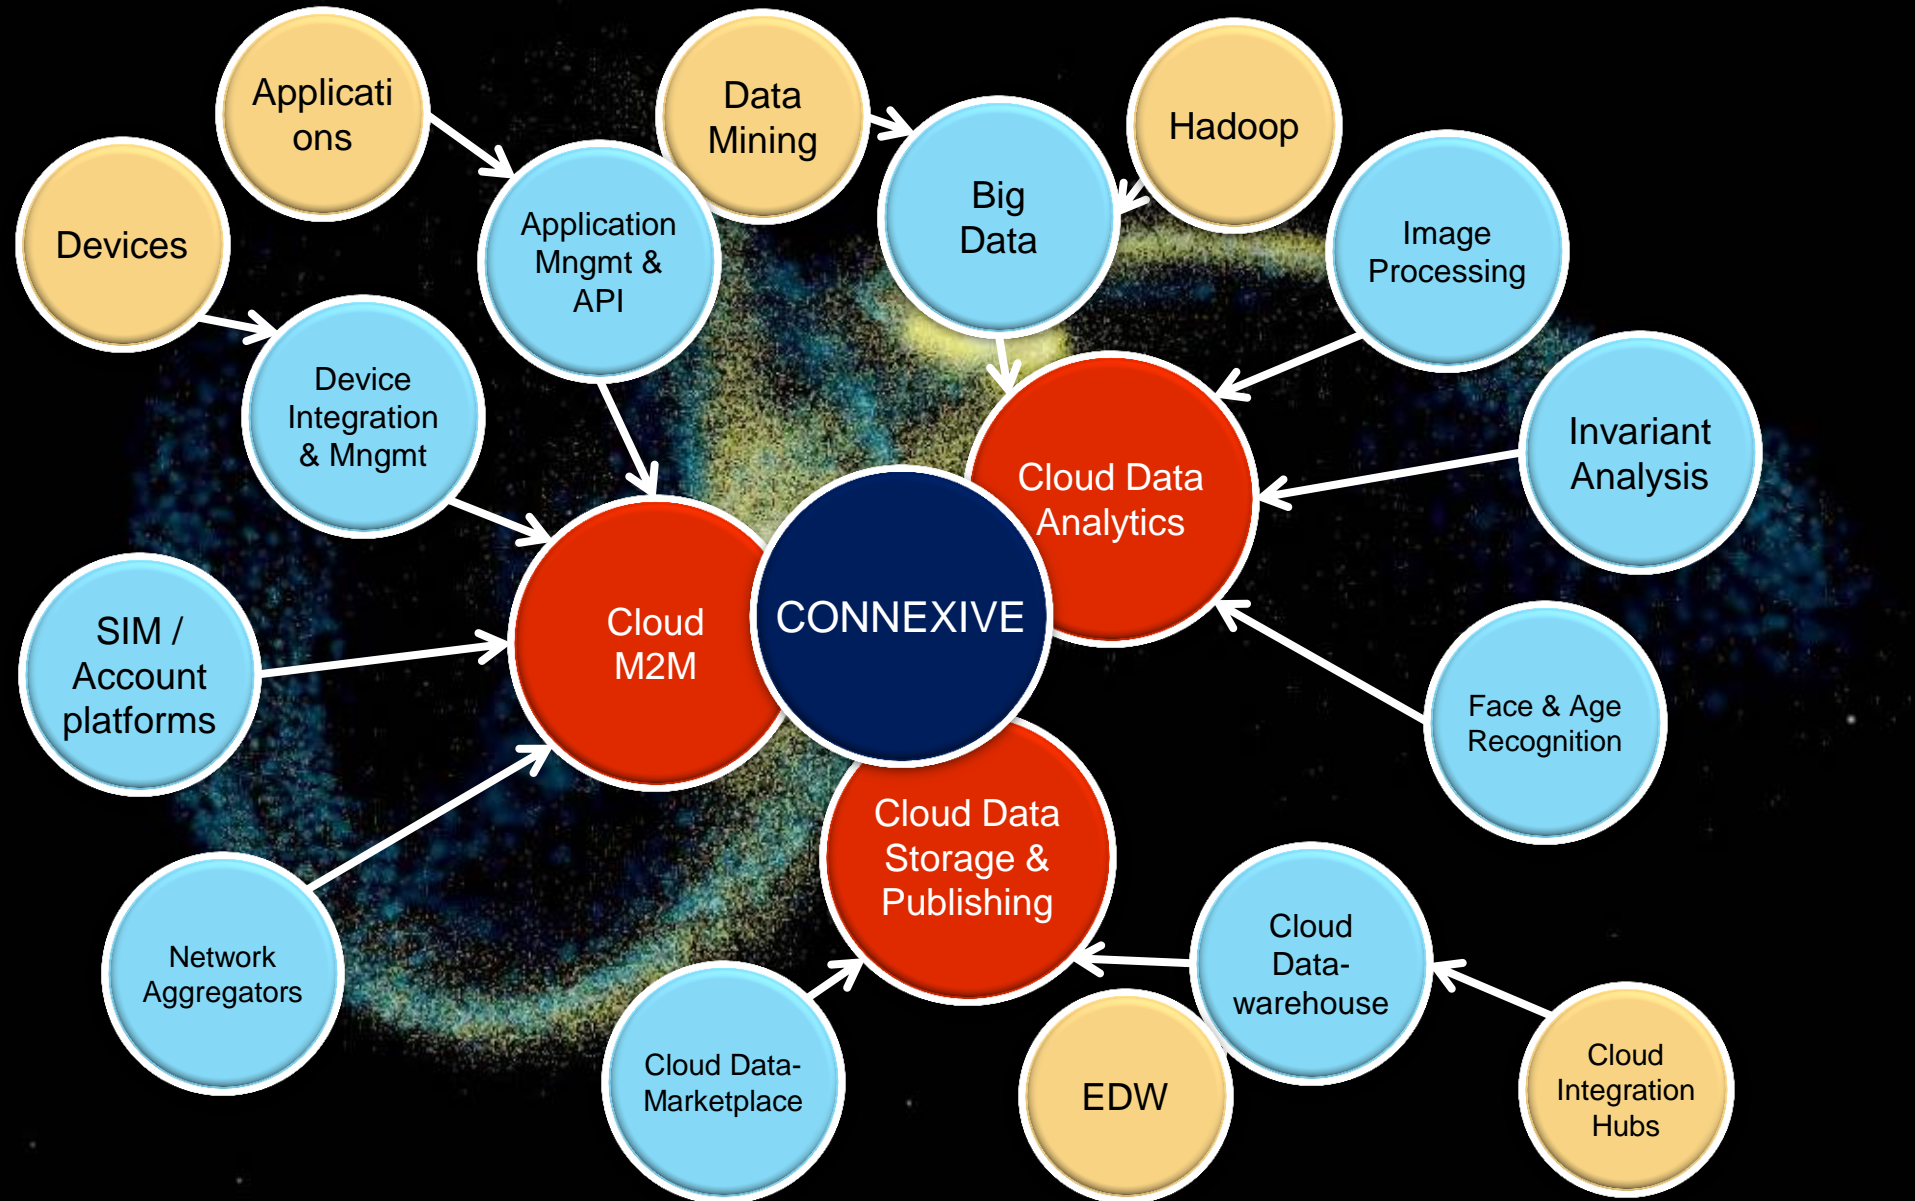 Applicati
ons
Data
Mining
Hadoop
Devices
Application
Mngmt &
API
Big
Data
Image
Processing
Device
Integration
& Mngmt
Invariant
Analysis
Cloud Data
Analytics
CONNEXIVE
Cloud
M2M
SIM /
Account
platforms
Face & Age
Recognition
Cloud Data
Storage &
Publishing
Network
Aggregators
Cloud
Data-
warehouse
Cloud Data-
Marketplace
EDW
Cloud
Integration
Hubs